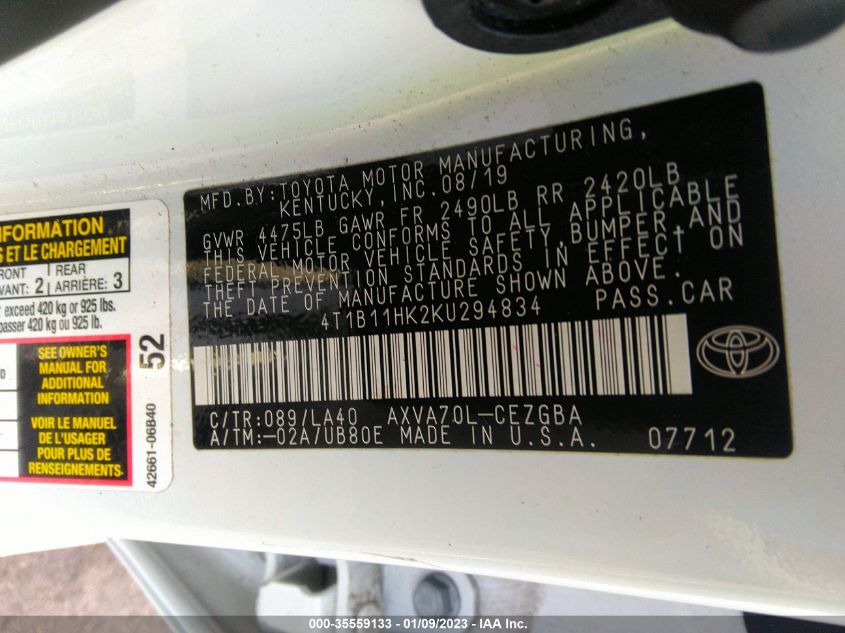 MFD.BY:TOYOTA MOTOR MANUFACTURING,
KENTUCKY,INC.08/19
GVWR 4475LB GAWR FR 2490LB RR 2420LB
THIS VEHICLE CONFORMS TO ALL APPLICABLE
FEDERAL MOTOR VEHICLE SAFETY,BUMPER,AND
THEFT PREVENTION STANDARDS IN EFFECT ON
THE DATE OF MANUFACTURE SHOWN ABOVE.
4T1B11HK2KU294834 PASS.CAR
C/TR:089/LA40 AXVA70L-CEZGBA
A/TM:-02A/UB80E MADE IN U.S.A. 07712
INFORMATION
S ET LE CHARGEMENT
FRONT
REAR
VANT: 2
ARRIÈRE: 3
exceed 420 kg or 925 lbs.
passer 420 kg ou 925 lb.
SEE OWNER'S
MANUAL FOR
ADDITIONAL
INFORMATION
VOIR LE MANUEL
DE L'USAGER
POUR PLUS DE
RENSEIGNEMENTS.
52
42661-06B40
000-35559133 - 01/09/2023 - IAA Inc.